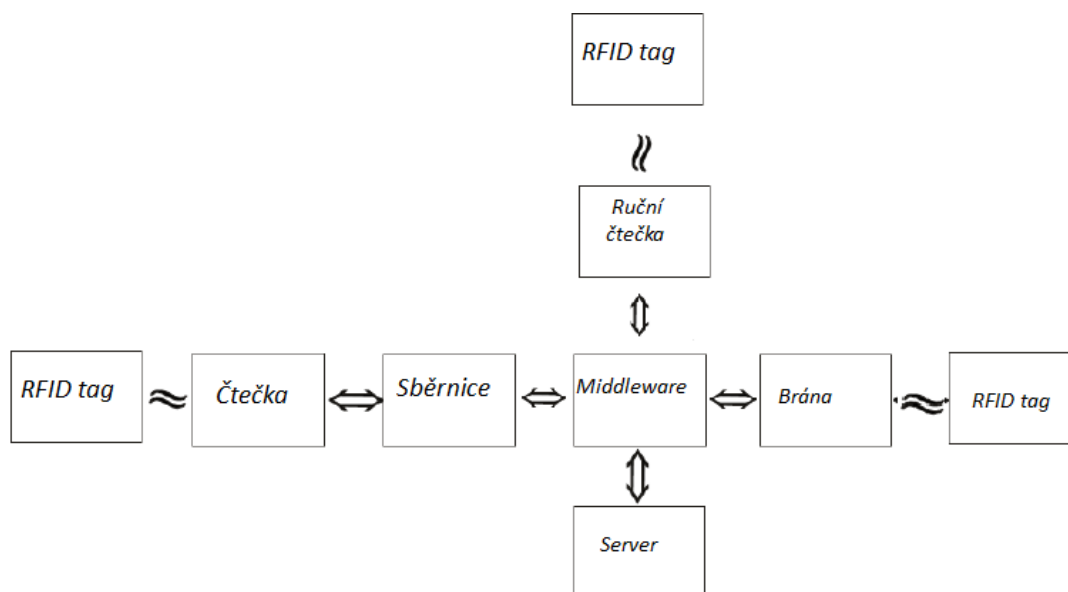 RFID tag
Ruční
čtečka
RFID tag
Čtečka
Sběrnice
Middleware
Brána
RFID tag
Server